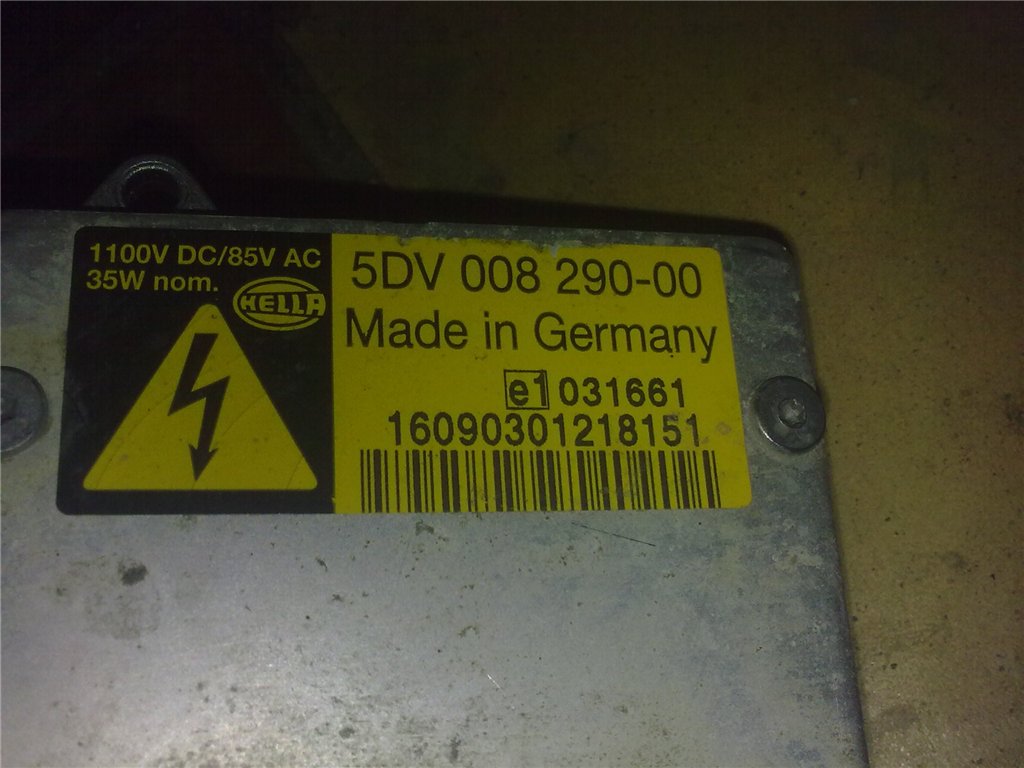 1100V DC/85V AC
35W nom.
HELLA
5DV 008 290-00
Made in Germany
e1 031661
16090301218151